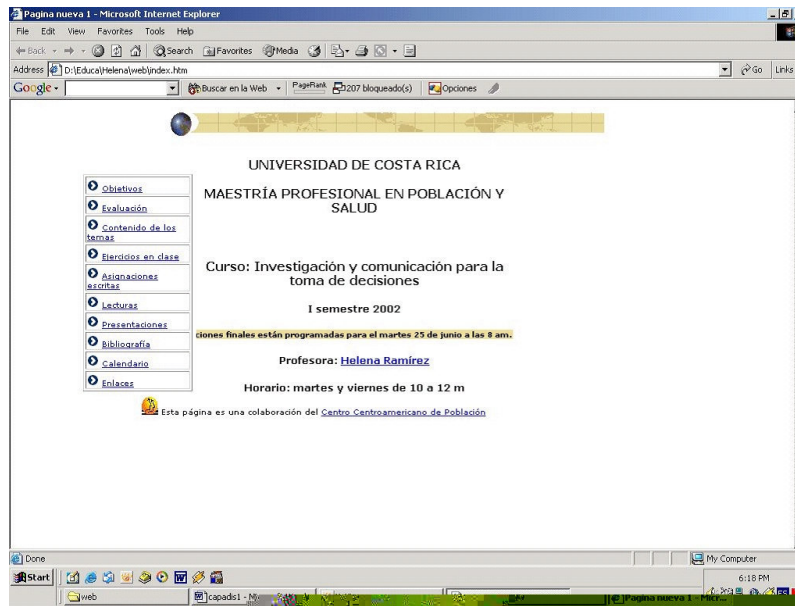 Pagina nueva 1 - Microsoft Internet Explorer
File Edit View Favorites Tools Help
Back Search Favorites Media
Address D:\Educa\Helena\web\index.htm Go Links
Google Buscar en la Web PageRank 207 bloqueado(s) Opciones
UNIVERSIDAD DE COSTA RICA
MAESTRÍA PROFESIONAL EN POBLACIÓN Y
SALUD
Objetivos
Evaluación
Contenido de los
temas
Ejercicios en clase
Asignaciones
escritas
Lecturas
Presentaciones
Bibliografía
Calendario
Enlaces
Curso: Investigación y comunicación para la
toma de decisiones
I semestre 2002
ciones finales están programadas para el martes 25 de junio a las 8 am.
Profesora: Helena Ramírez
Horario: martes y viernes de 10 a 12 m
Esta página es una colaboración del Centro Centroamericano de Población
Done My Computer
Start 6:18 PM
web capadis1 - Pagina nueva 1 - Micr...